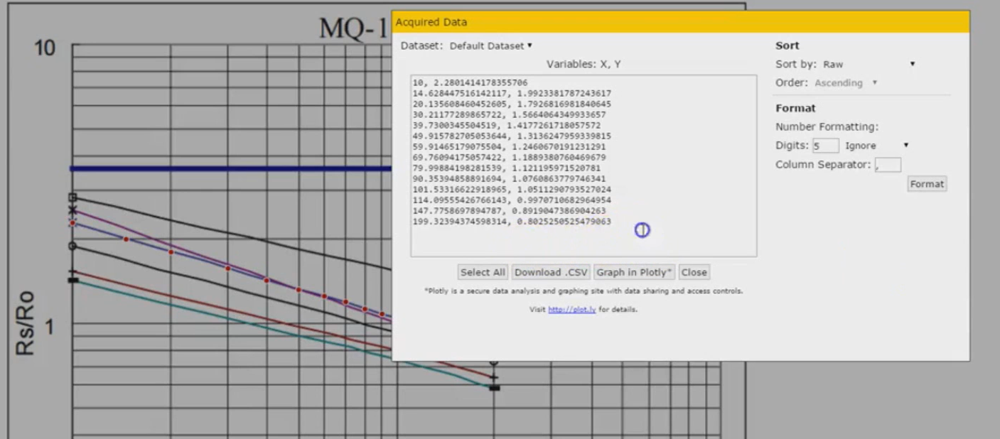 MQ-1
10
1
Rs/Ro
Acquired Data
Dataset: Default Dataset
Variables: X, Y
10, 2.2801414178355706
14.628447516142117, 1.9923381787243617
20.135608460452605, 1.7926816981840645
30.21177289865722, 1.5664064349933657
39.7300345504519, 1.4177261718057572
49.915782705053644, 1.3136247959339815
59.91465179075504, 1.2460670191231291
69.76094175057422, 1.1889380760469679
79.99884198281539, 1.121195971520781
90.35394858891694, 1.0760863779746341
101.53316622918965, 1.0511290793527024
114.09555426766143, 0.9970710682964954
147.7758697894787, 0.8919047386904263
199.32394374598314, 0.8025250525479063
Select All Download .CSV Graph in Plotly* Close
*Plotly is a secure data analysis and graphing site with data sharing and access controls.
Visit http://plot.ly for details.
Sort
Sort by: Raw
Order: Ascending
Format
Number Formatting:
Digits: 5 Ignore
Column Separator: ,
Format